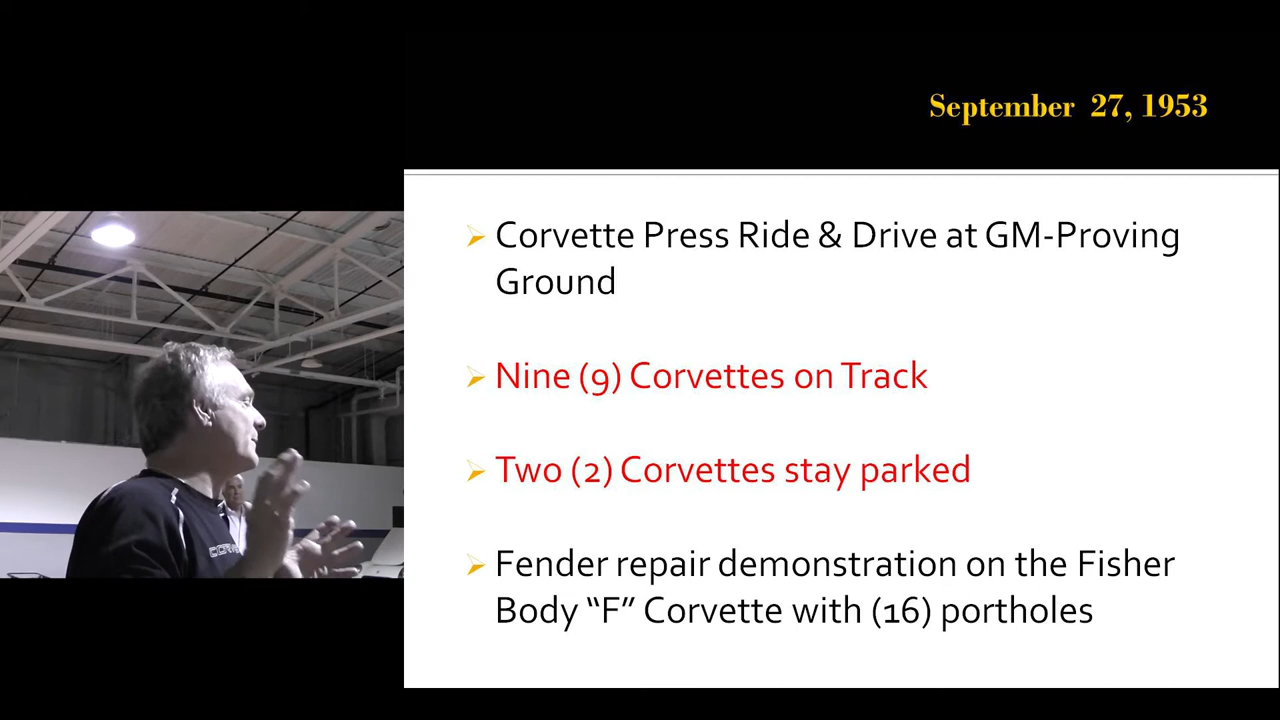 September 27, 1953
Corvette Press Ride & Drive at GM-Proving
Ground
Nine (9) Corvettes on Track
Two (2) Corvettes stay parked
Fender repair demonstration on the Fisher
Body “F” Corvette with (16) portholes